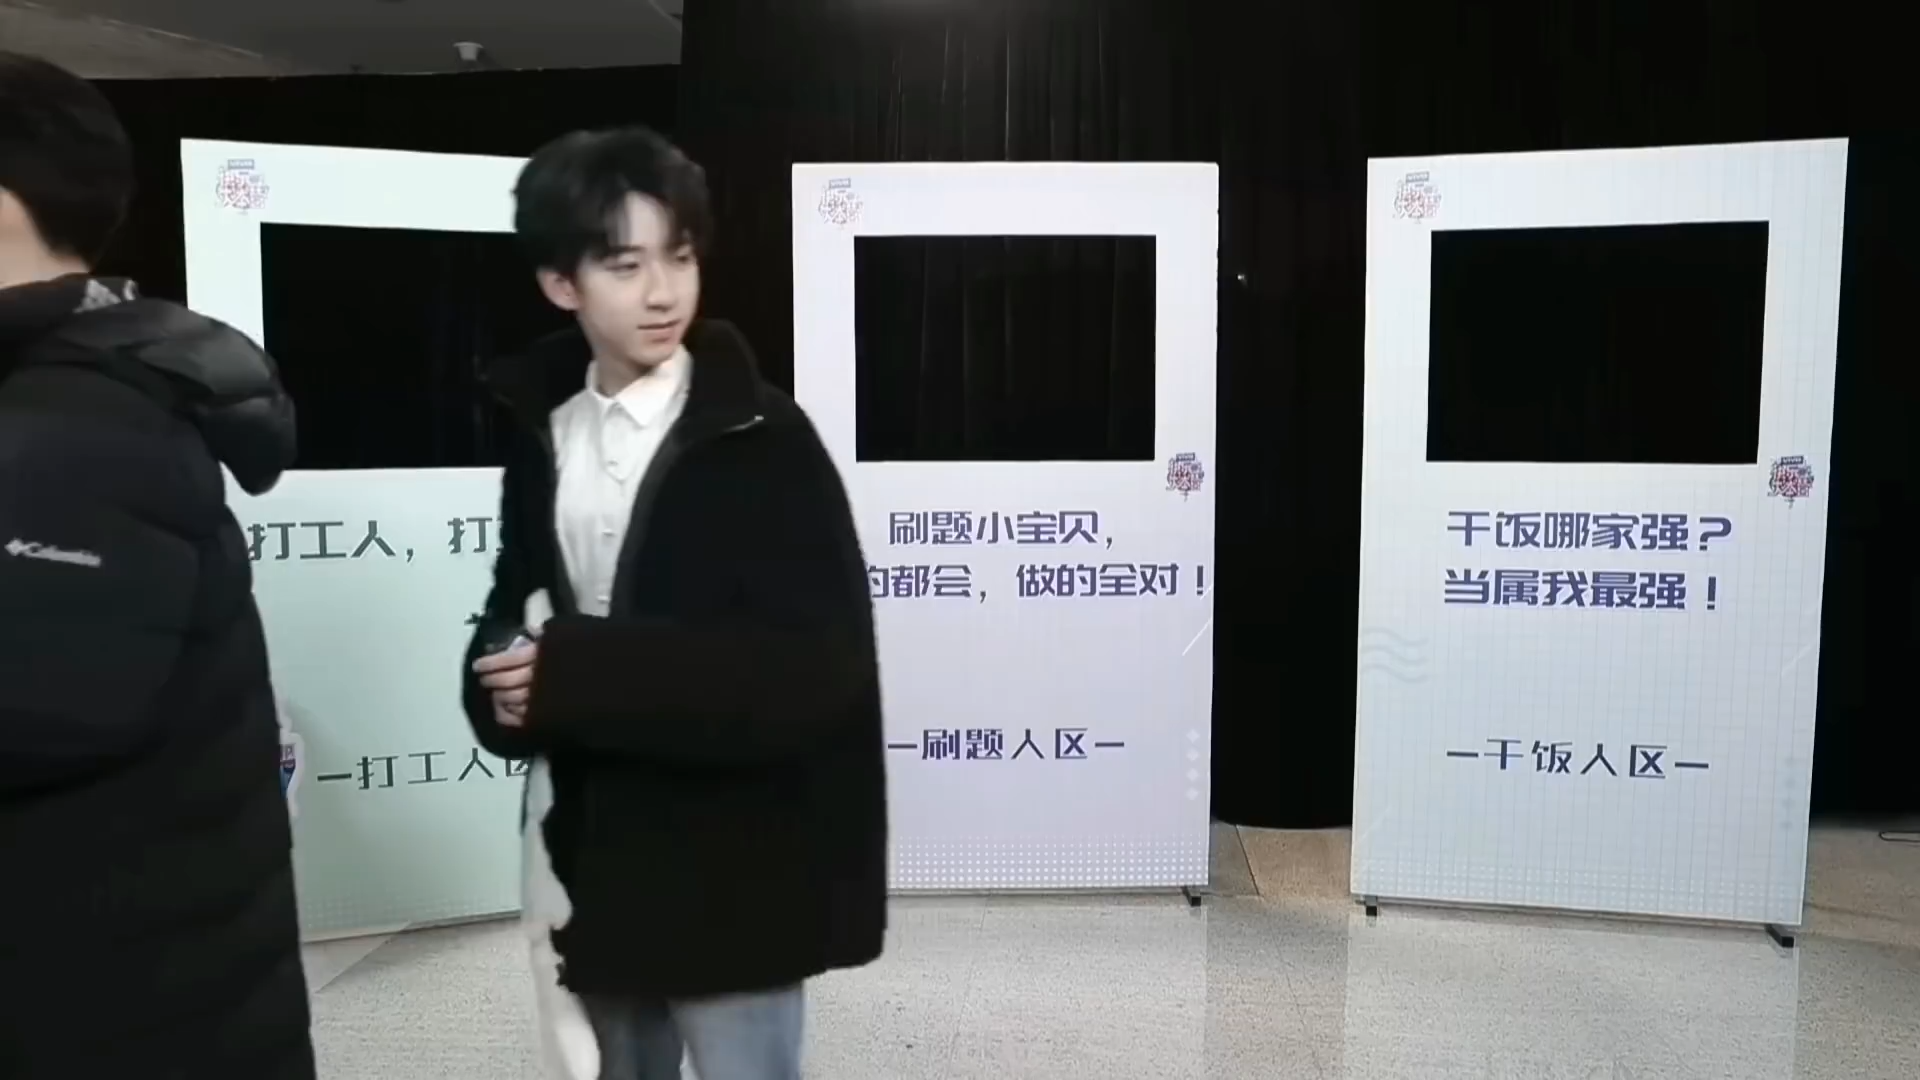 打工人，打
一打工人区
刷题小宝贝，
的都会，做的全对！
一刷题人区一
干饭哪家强？
当属我最强！
一干饭人区一
Columbia